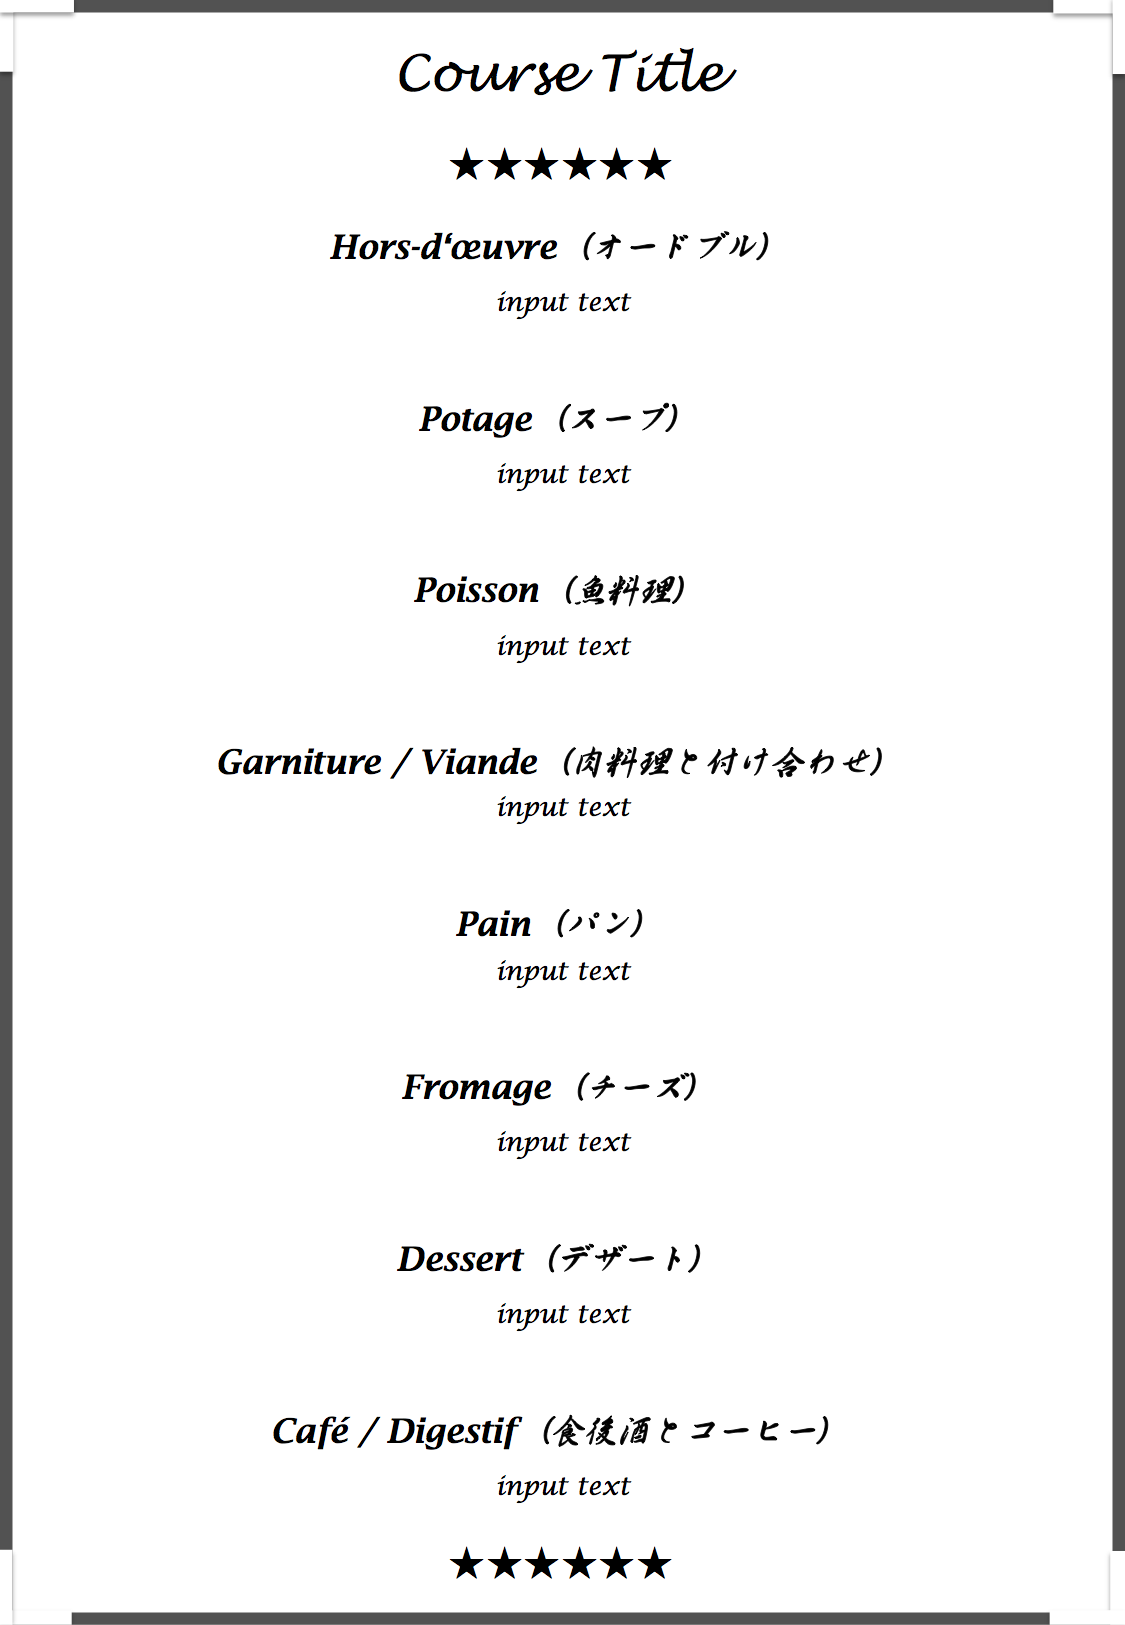 Course Title
★★★★★★
Hors-d‘œuvre（オードブル）
input text
Potage（スープ）
input text
Poisson（魚料理）
input text
Garniture / Viande（肉料理と付け合わせ）
input text
Pain（パン）
input text
Fromage（チーズ）
input text
Dessert（デザート）
input text
Café / Digestif（食後酒とコーヒー）
input text
★★★★★★